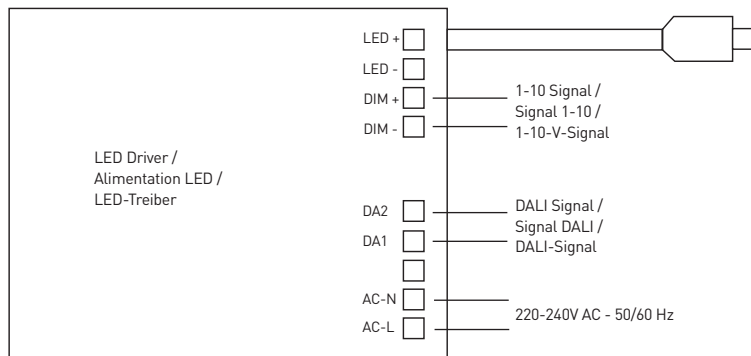 LED +
LED -
DIM +
DIM -
1-10 Signal /
Signal 1-10 /
1-10-V-Signal
LED Driver /
Alimentation LED /
LED-Treiber
DA2
DA1
DALI Signal /
Signal DALI /
DALI-Signal
AC-N
AC-L
220-240V AC - 50/60 Hz